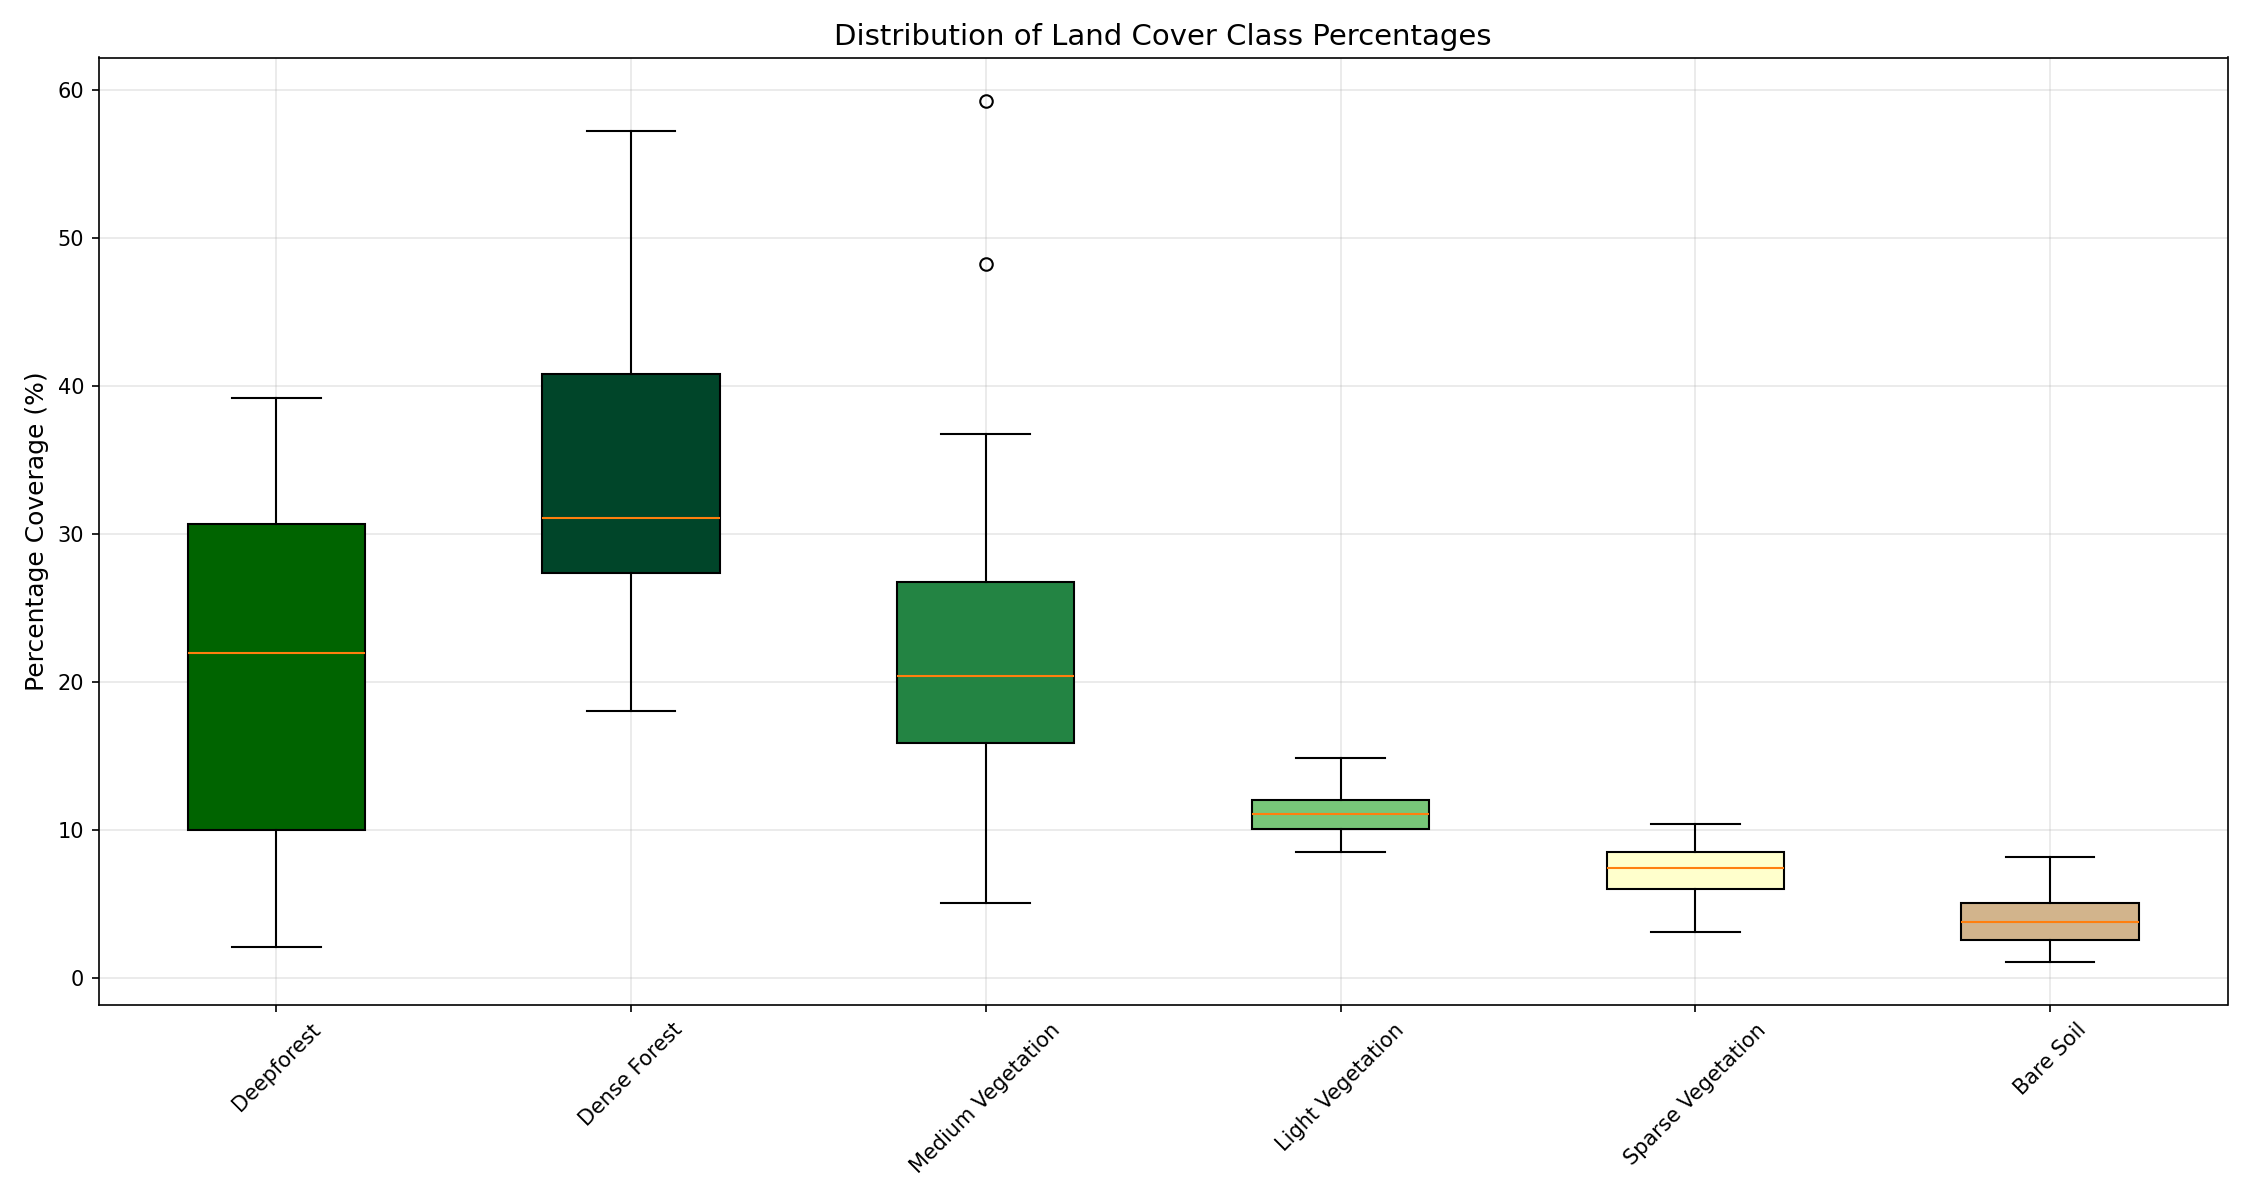 Distribution of Land Cover Class Percentages
Percentage Coverage (%)
60
50
40
30
20
10
0
Deepforest
Dense Forest
Medium Vegetation
Light Vegetation
Sparse Vegetation
Bare Soil